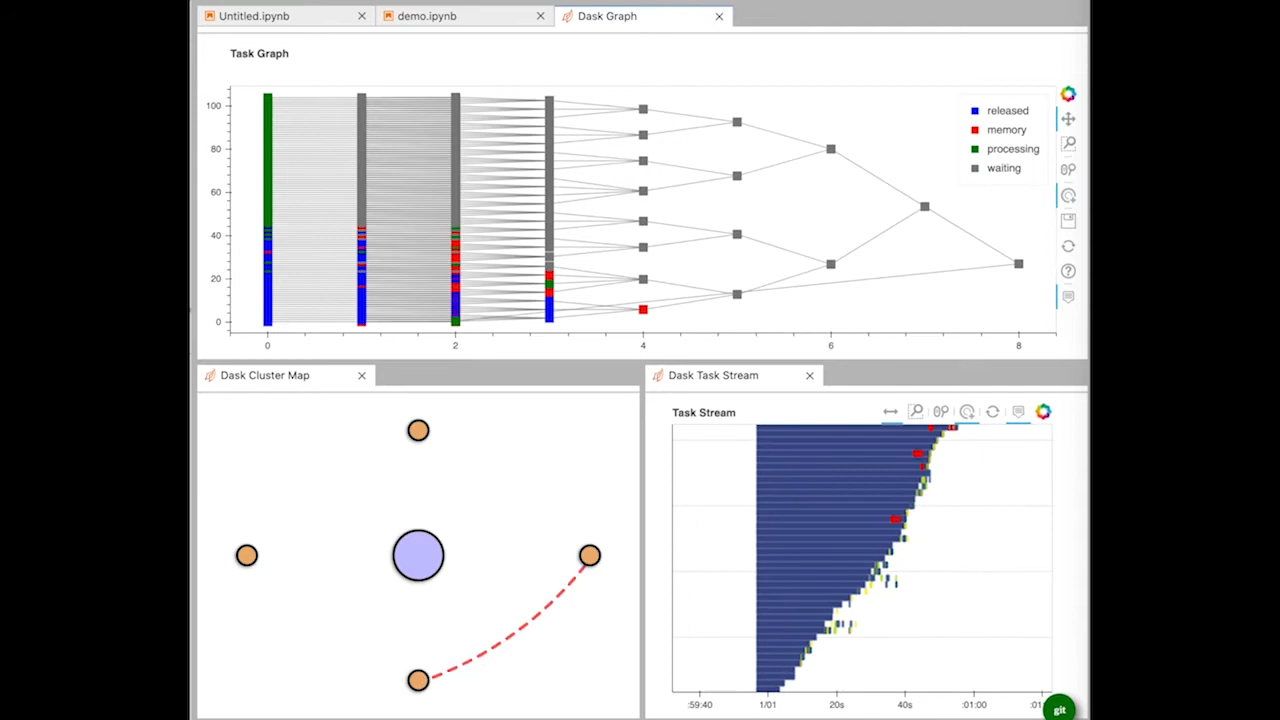 Untitled.ipynb
demo.ipynb
Dask Graph
Task Graph
100
80
60
40
20
0
0
2
4
6
8
released
memory
processing
waiting
Dask Cluster Map
Dask Task Stream
Task Stream
:59:40
1/01
20s
40s
:01:00
git